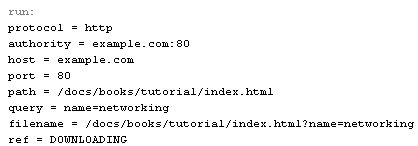 run:
protocol = http
authority = example.com:80
host = example.com
port = 80
path = /docs/books/tutorial/index.html
query = name=networking
filename = /docs/books/tutorial/index.html?name=networking
ref = DOWNLOADING